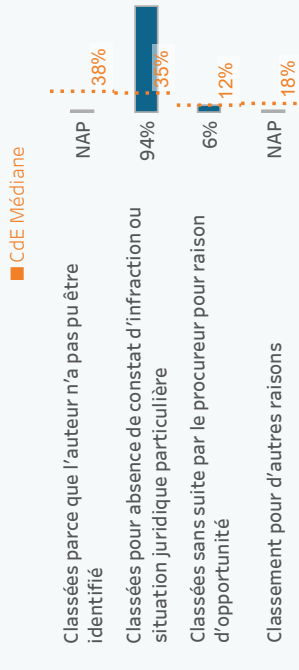 CdE Médiane
Classées parce que l’auteur n’a pas pu être
identifié
NAP
38%
Classées pour absence de constat d’infraction ou
situation juridique particulière
94%
35%
Classées sans suite par le procureur pour raison
d’opportunité
6%
12%
Classement pour d’autres raisons
NAP
18%